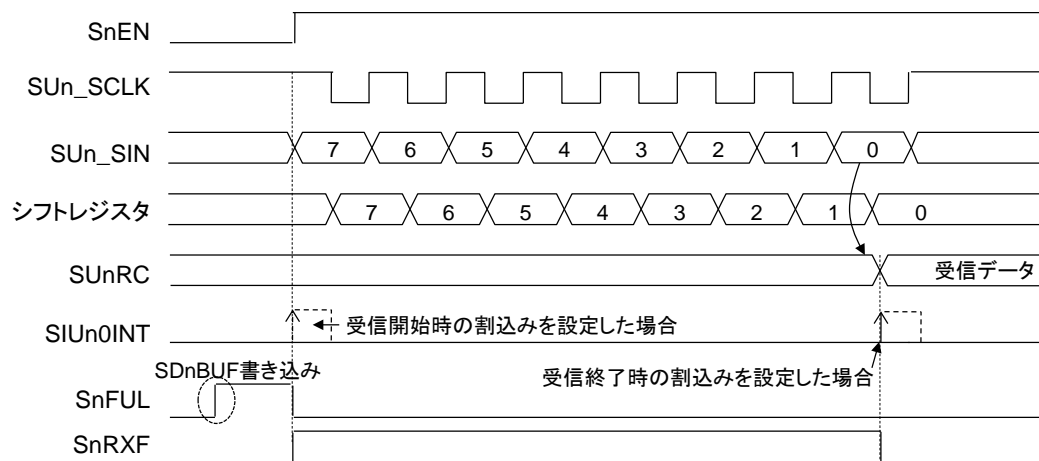 SnEN
SUn_SCLK
SUn_SIN 7 6 5 4 3 2 1 0
シフトレジスタ 7 6 5 4 3 2 1 0
SUnRC 受信データ
SIUn0INT 受信開始時の割込みを設定した場合
SDnBUF書き込み 受信終了時の割込みを設定した場合
SnFUL
SnRXF